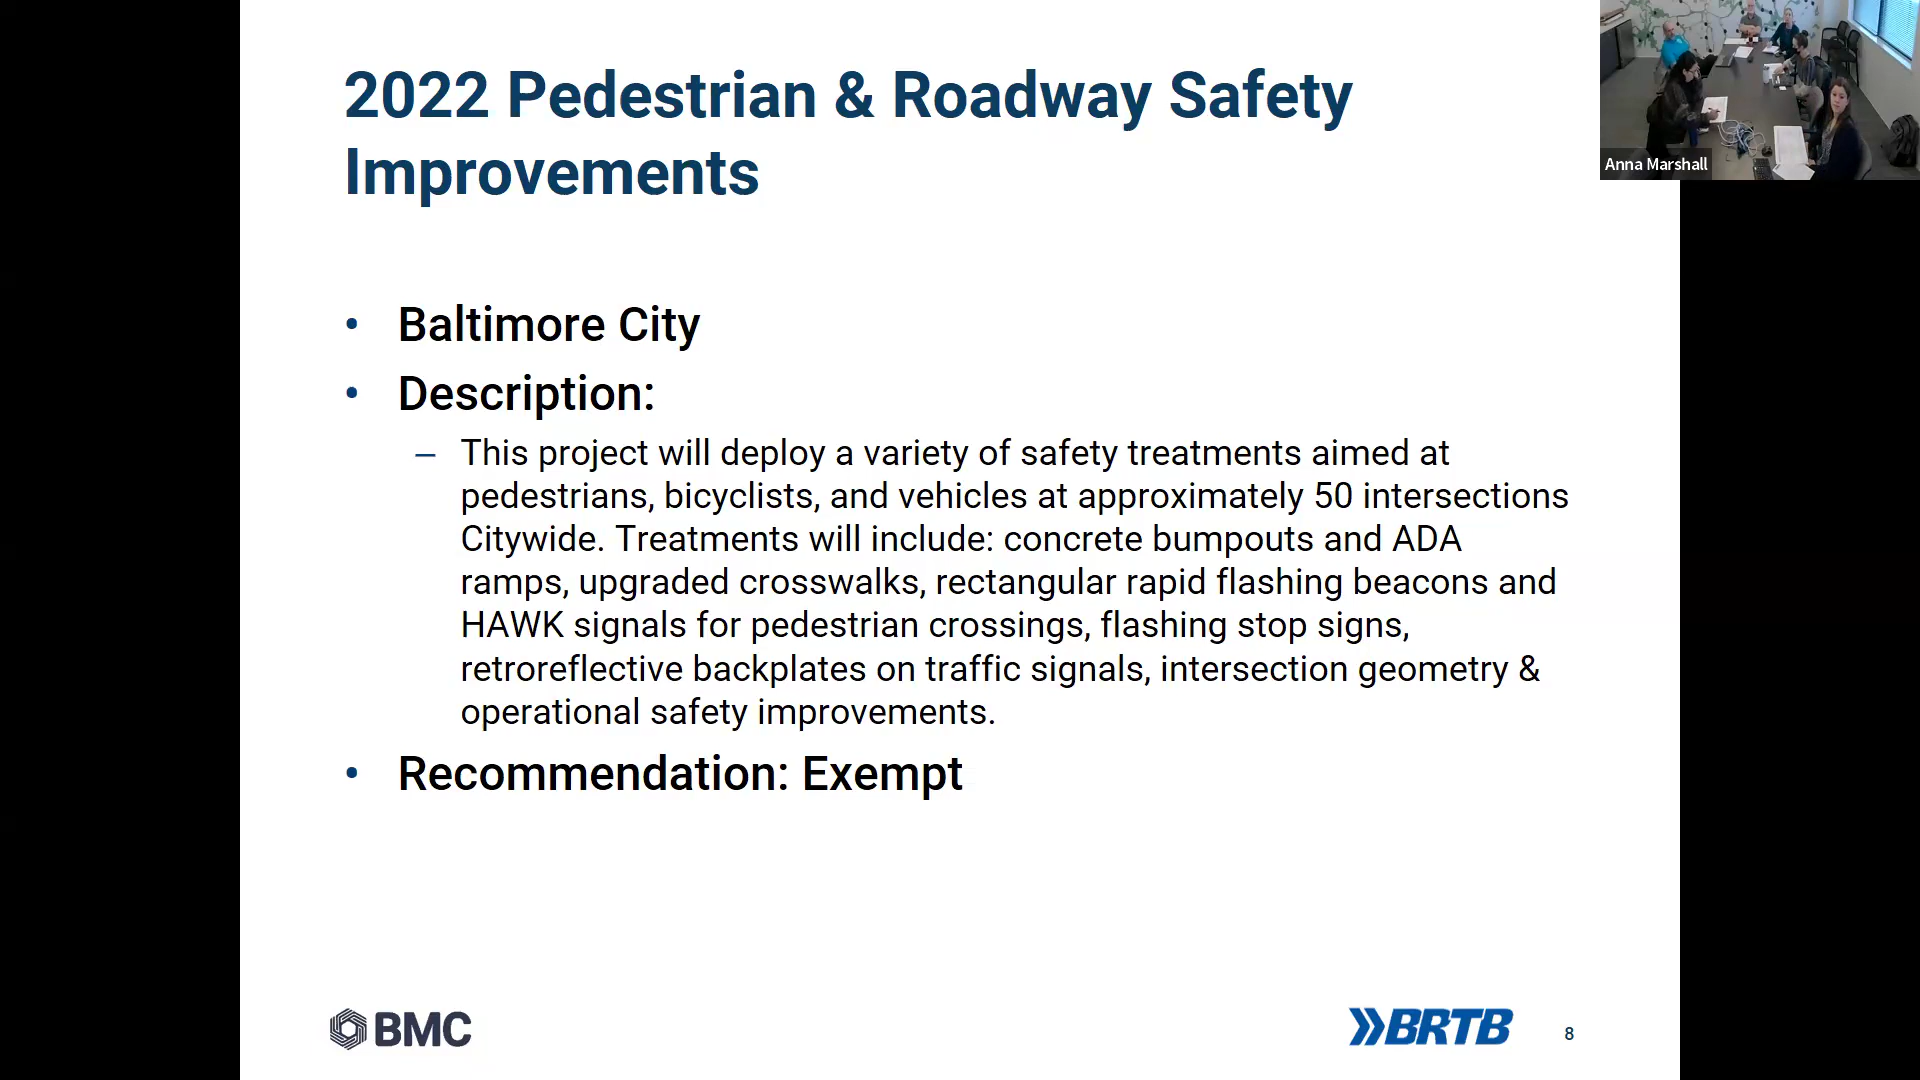 2022 Pedestrian & Roadway Safety
Improvements
Anna Marshall
• Baltimore City
• Description:
– This project will deploy a variety of safety treatments aimed at
pedestrians, bicyclists, and vehicles at approximately 50 intersections
Citywide. Treatments will include: concrete bumpouts and ADA
ramps, upgraded crosswalks, rectangular rapid flashing beacons and
HAWK signals for pedestrian crossings, flashing stop signs,
retroreflective backplates on traffic signals, intersection geometry &
operational safety improvements.
• Recommendation: Exempt
BMC
BRTB
8